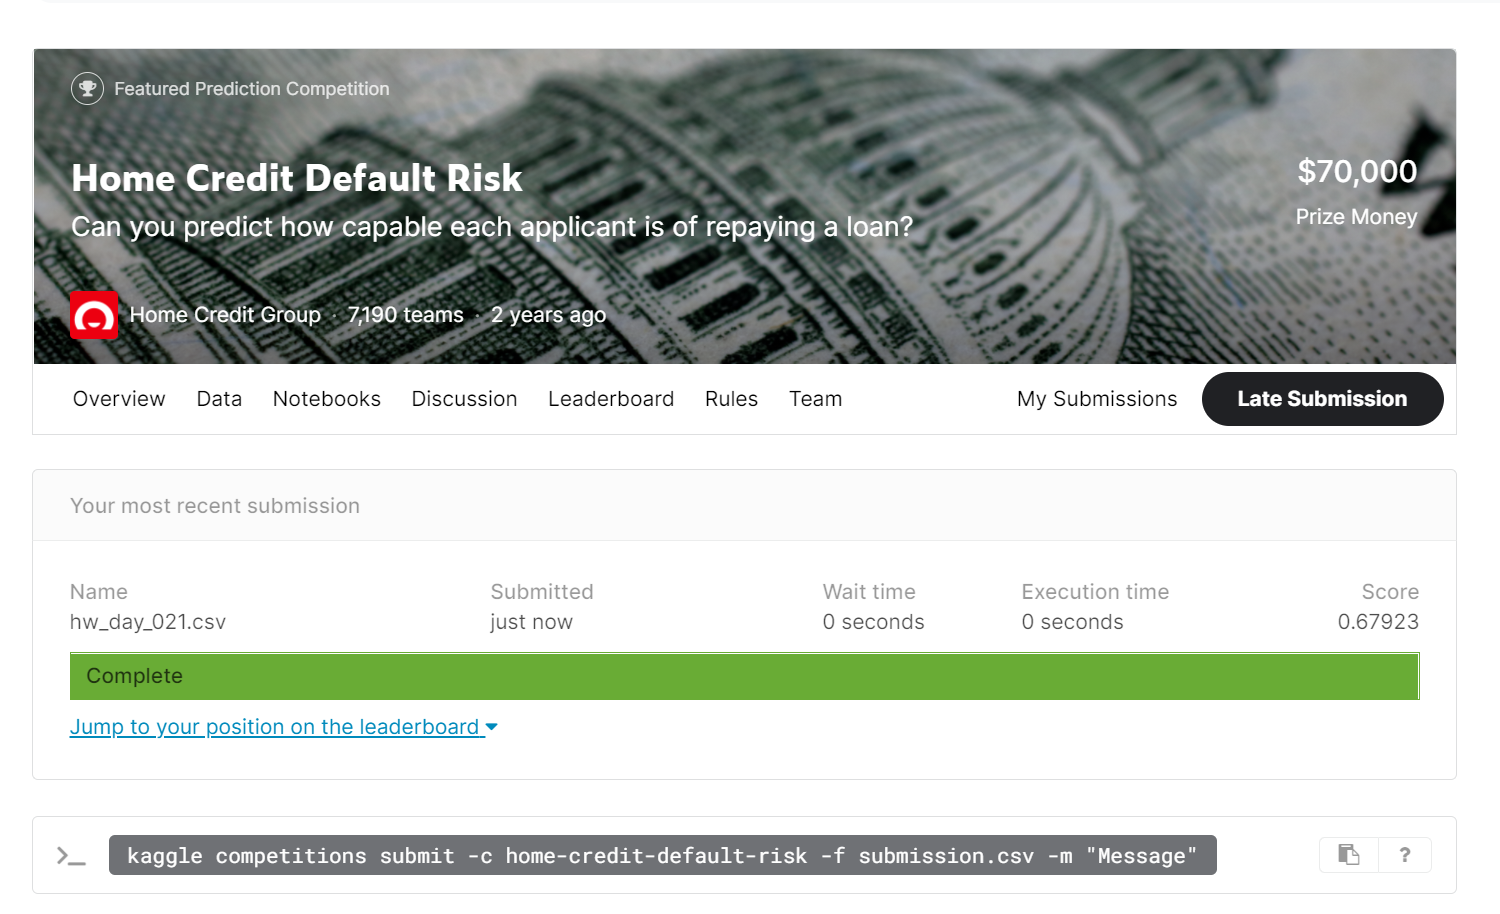 Featured Prediction Competition
Home Credit Default Risk
Can you predict how capable each applicant is of repaying a loan?
$70,000
Prize Money
Home Credit Group · 7,190 teams · 2 years ago
Overview Data Notebooks Discussion Leaderboard Rules Team My Submissions Late Submission
Your most recent submission
Name Submitted Wait time Execution time Score
hw_day_021.csv just now 0 seconds 0 seconds 0.67923
Complete
Jump to your position on the leaderboard
>_ kaggle competitions submit -c home-credit-default-risk -f submission.csv -m "Message" ?